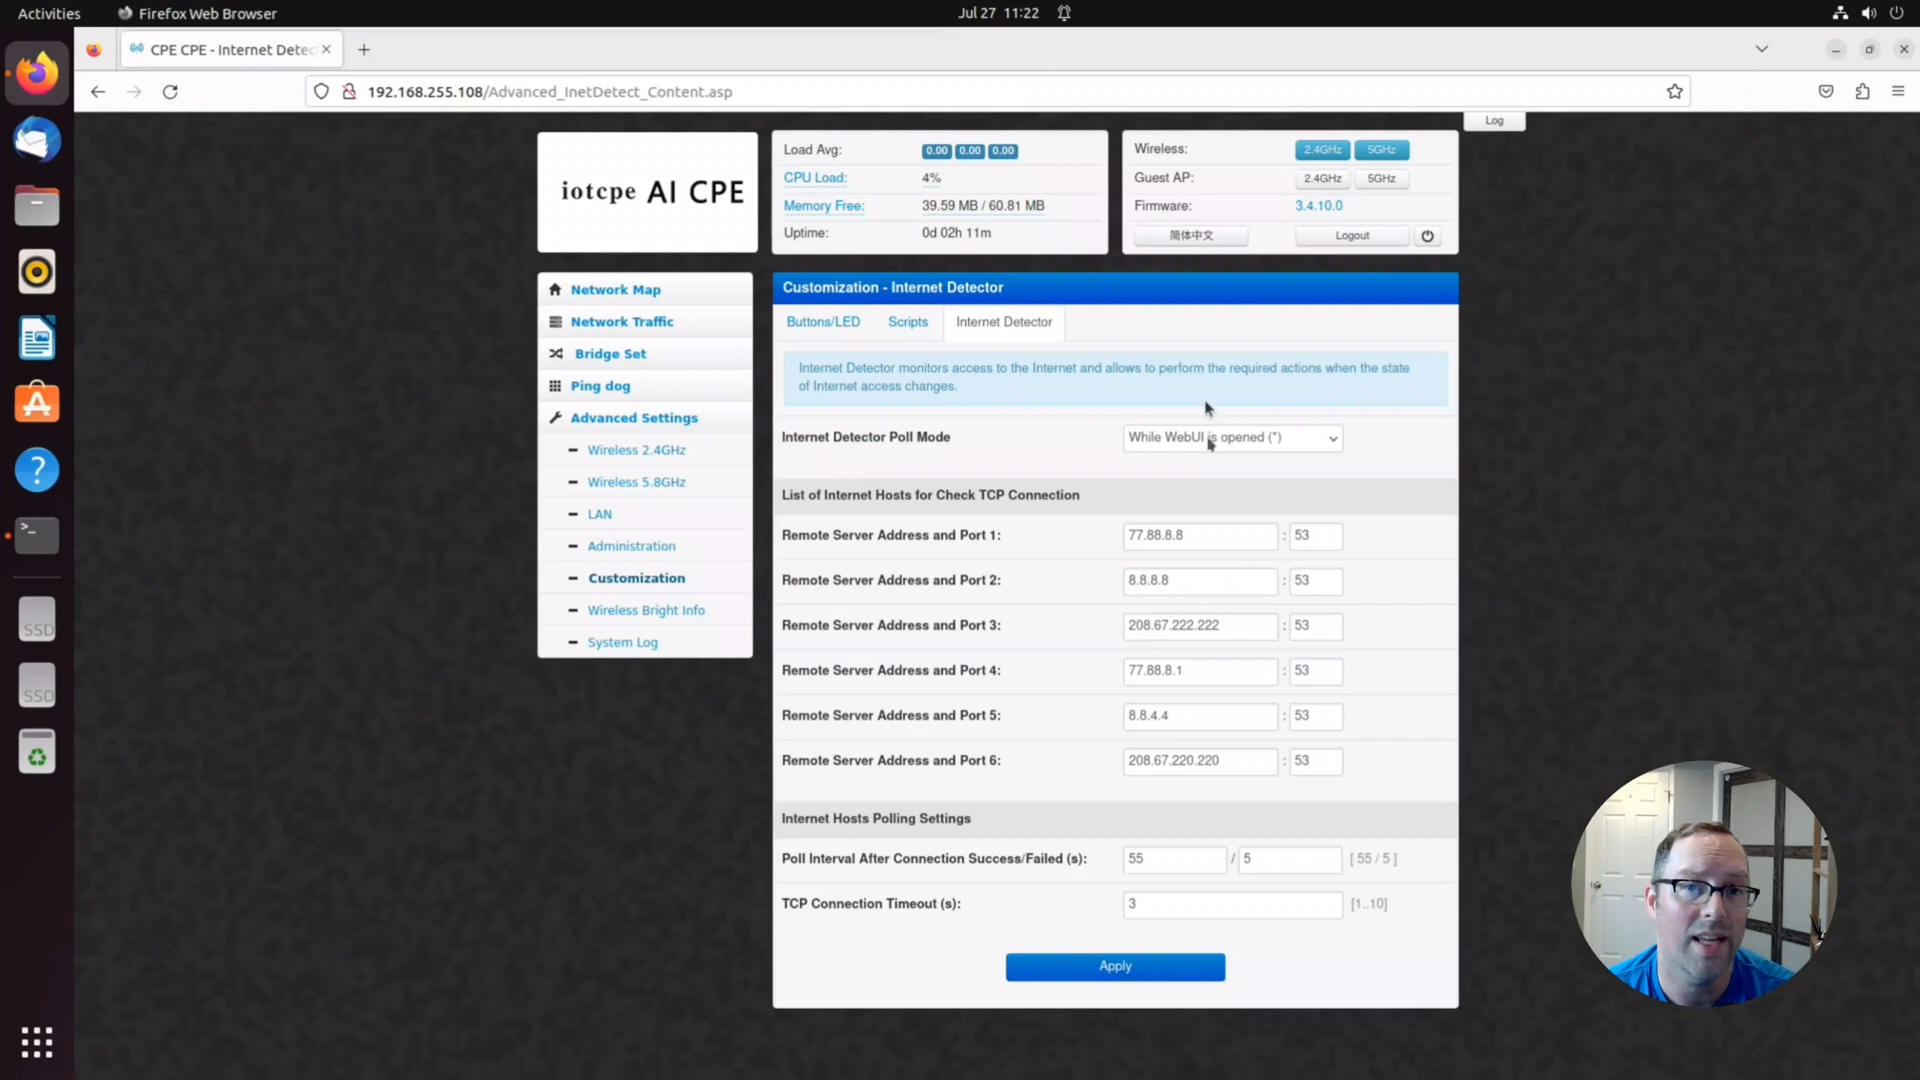 Activities
Firefox Web Browser
Jul 27 11:22
CPE CPE - Internet Detec
192.168.255.108/Advanced_InetDetect_Content.asp
Log
iotcpe AI CPE
Load Avg: 0.00 0.00 0.00
CPU Load: 4%
Memory Free: 39.59 MB / 60.81 MB
Uptime: 0d 02h 11m
Wireless: 2.4GHz 5GHz
Guest AP: 2.4GHz 5GHz
Firmware: 3.4.10.0
简体中文 Logout
Network Map
Network Traffic
Bridge Set
Ping dog
Advanced Settings
Wireless 2.4GHz
Wireless 5.8GHz
LAN
Administration
Customization
Wireless Bright Info
System Log
Customization - Internet Detector
Buttons/LED Scripts Internet Detector
Internet Detector monitors access to the Internet and allows to perform the required actions when the state
of Internet access changes.
Internet Detector Poll Mode While WebUI is opened (*)
List of Internet Hosts for Check TCP Connection
Remote Server Address and Port 1: 77.88.8.8 : 53
Remote Server Address and Port 2: 8.8.8.8 : 53
Remote Server Address and Port 3: 208.67.222.222 : 53
Remote Server Address and Port 4: 77.88.8.1 : 53
Remote Server Address and Port 5: 8.8.4.4 : 53
Remote Server Address and Port 6: 208.67.220.220 : 53
Internet Hosts Polling Settings
Poll Interval After Connection Success/Failed (s): 55 / 5 [ 55 / 5 ]
TCP Connection Timeout (s): 3 [1..10]
Apply
SSD
SSD